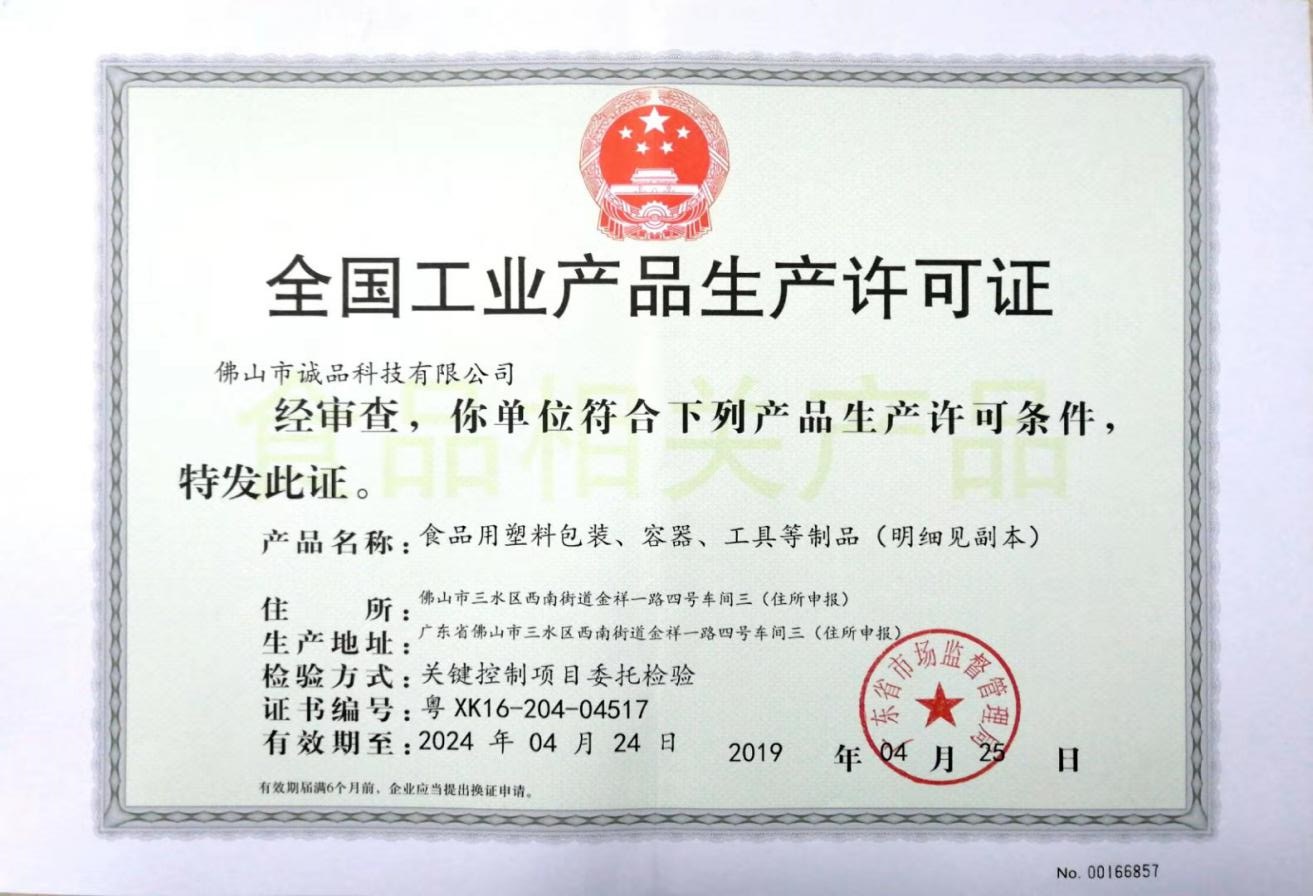 全国工业产品生产许可证
佛山市诚品科技有限公司
食品相关产品
经审查，你单位符合下列产品生产许可条件，
特发此证。
产品名称：食品用塑料包装、容器、工具等制品（明细见副本）
住 所：佛山市三水区西南街道金祥一路四号车间三（住所申报）
生产地址：广东省佛山市三水区西南街道金祥一路四号车间三（住所申报）
检验方式：关键控制项目委托检验
证书编号：粤 XK16-204-04517
有效期至：2024 年 04 月 24 日
2019 年 04 月 25 日
广东省市场监督管理局
有效期届满6个月前，企业应当提出换证申请。
No. 00166857